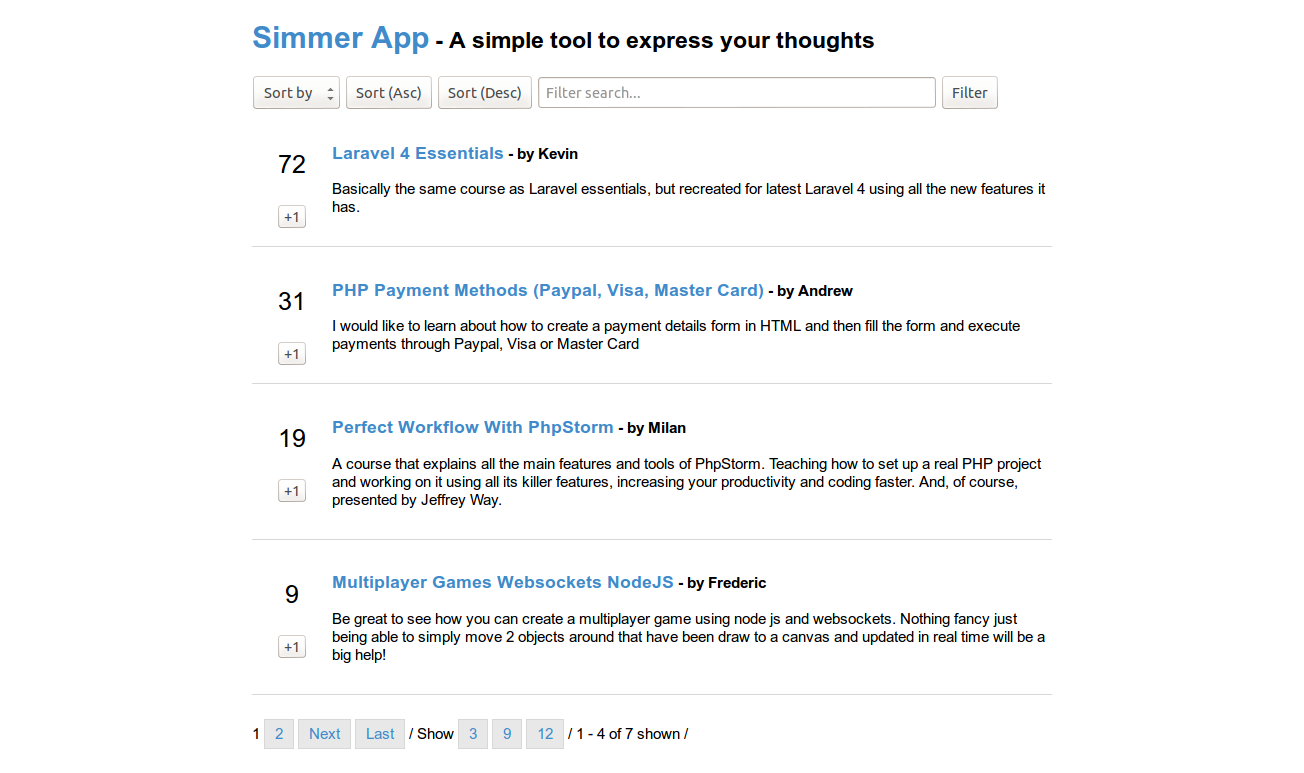 Simmer App - A simple tool to express your thoughts
Sort by Sort (Asc) Sort (Desc) Filter search... Filter
72
Laravel 4 Essentials - by Kevin
Basically the same course as Laravel essentials, but recreated for latest Laravel 4 using all the new features it
has.
+1
31
PHP Payment Methods (Paypal, Visa, Master Card) - by Andrew
I would like to learn about how to create a payment details form in HTML and then fill the form and execute
payments through Paypal, Visa or Master Card
+1
19
Perfect Workflow With PhpStorm - by Milan
A course that explains all the main features and tools of PhpStorm. Teaching how to set up a real PHP project
and working on it using all its killer features, increasing your productivity and coding faster. And, of course,
presented by Jeffrey Way.
+1
9
Multiplayer Games Websockets NodeJS - by Frederic
Be great to see how you can create a multiplayer game using node js and websockets. Nothing fancy just
being able to simply move 2 objects around that have been draw to a canvas and updated in real time will be a
big help!
+1
1 2 Next Last / Show 3 9 12 / 1 - 4 of 7 shown /